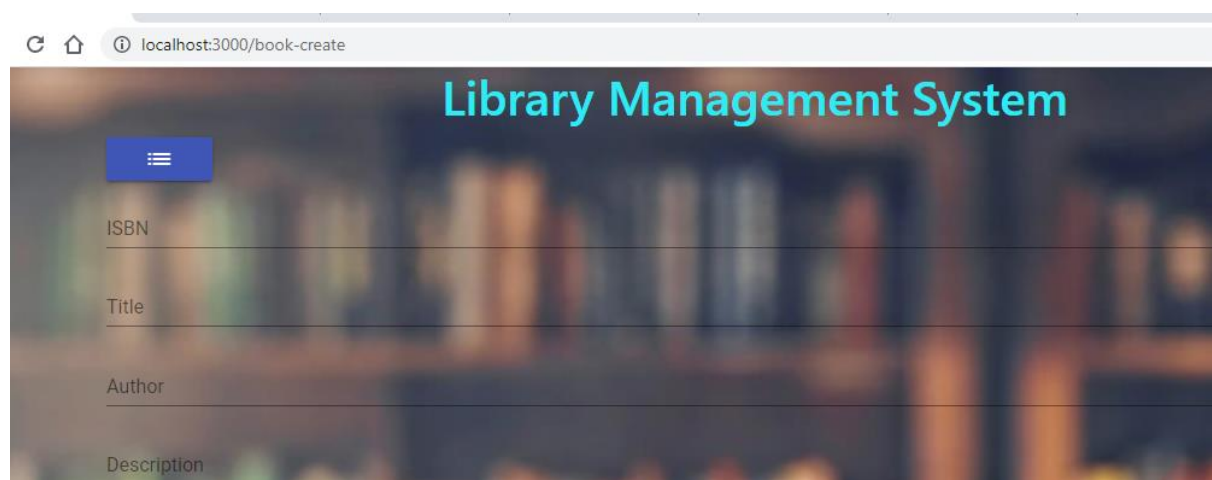 localhost:3000/book-create
Library Management System
ISBN
Title
Author
Description